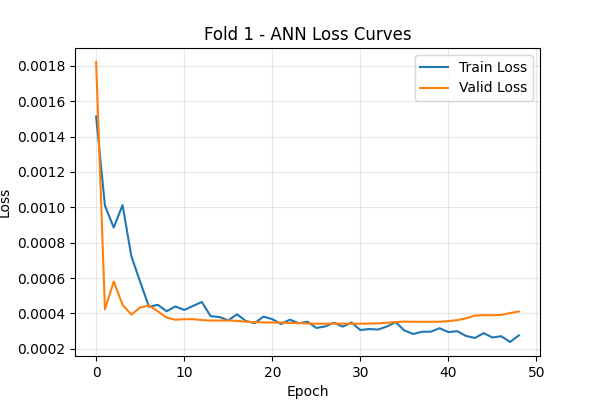 Fold 1 - ANN Loss Curves
Train Loss
Valid Loss
Loss
0.0018
0.0016
0.0014
0.0012
0.0010
0.0008
0.0006
0.0004
0.0002
0 10 20 30 40 50
Epoch